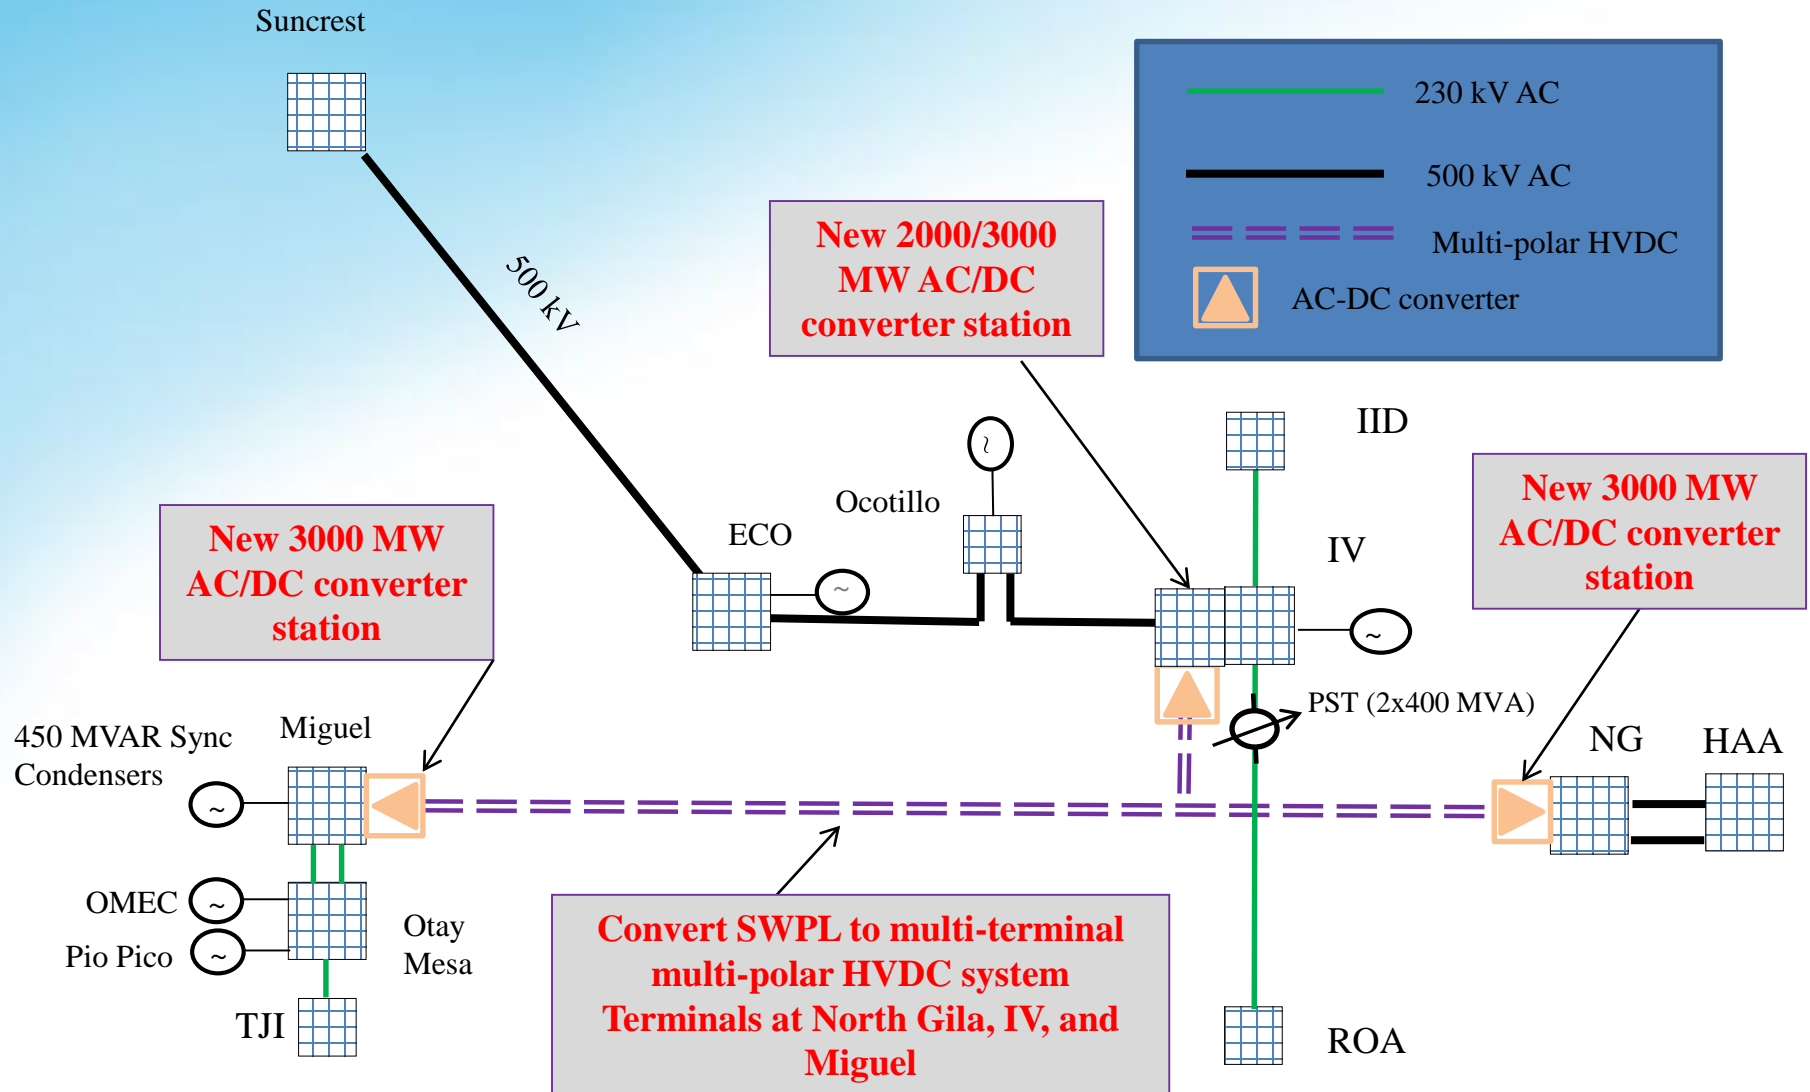 Suncrest
230 kV AC
500 kV AC
Multi-polar HVDC
AC-DC converter
New 2000/3000
MW AC/DC
converter station
500 kV
IID
New 3000 MW
AC/DC converter
station
Ocotillo
ECO
~
~
IV
~
New 3000 MW
AC/DC converter
station
PST (2x400 MVA)
450 MVAR Sync
Condensers
~
Miguel
NG
HAA
OMEC
~
Pio Pico
~
Otay
Mesa
TJI
Convert SWPL to multi-terminal
multi-polar HVDC system
Terminals at North Gila, IV, and
Miguel
ROA